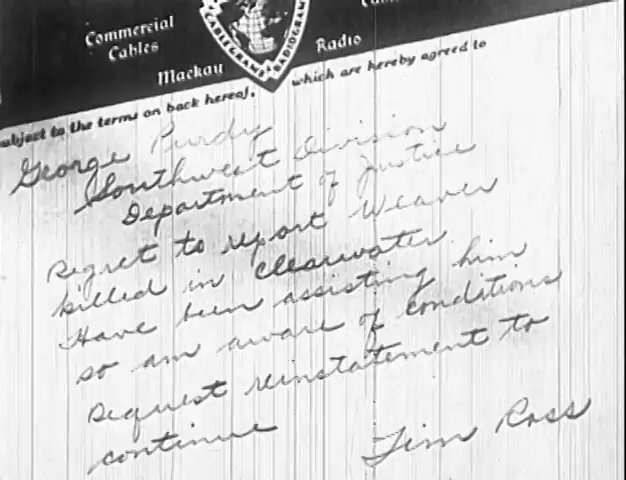 Commercial
Cables
CABLEGRAMS RADIOGRAMS
Mackay
Radio
subject to the terms on back hereof, which are hereby agreed to
George Purdy
Southwest Division
Department of Justice
Regret to report Weaver
killed in Clearwater
Have been assisting him
so am aware of conditions
Request reinstatement to
continue
Jim Ross